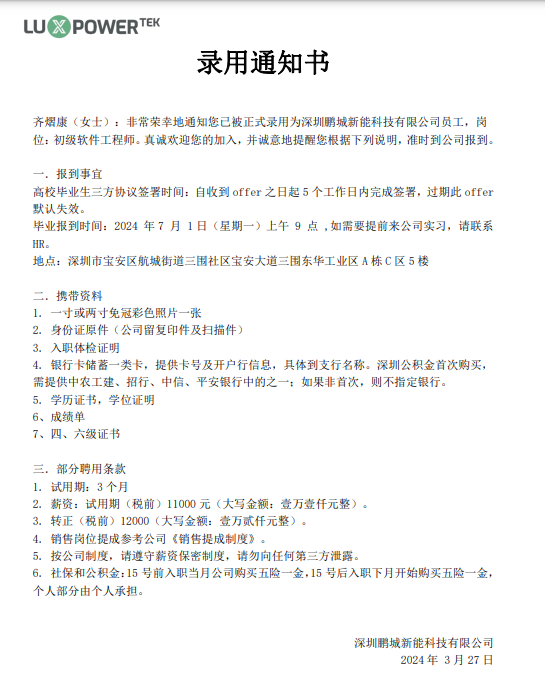 LUXPOWERTEK
录用通知书
齐熠康（女士）：非常荣幸地通知您已被正式录用为深圳鹏城新能科技有限公司员工，岗
位：初级软件工程师。真诚欢迎您的加入，并诚意地提醒您根据下列说明，准时到公司报到。
一．报到事宜
高校毕业生三方协议签署时间：自收到 offer 之日起 5 个工作日内完成签署，过期此 offer
默认失效。
毕业报到时间：2024 年 7 月 1 日（星期一）上午 9 点 ,如需要提前来公司实习，请联系
HR。
地点：深圳市宝安区航城街道三围社区宝安大道三围东华工业区 A 栋 C 区 5 楼
二．携带资料
1. 一寸或两寸免冠彩色照片一张
2. 身份证原件（公司留复印件及扫描件）
3. 入职体检证明
4. 银行卡储蓄一类卡，提供卡号及开户行信息，具体到支行名称。深圳公积金首次购买，
需提供中农工建、招行、中信、平安银行中的之一；如果非首次，则不指定银行。
5. 学历证书，学位证明
6、成绩单
7、四、六级证书
三．部分聘用条款
1. 试用期：3 个月
2. 薪资：试用期（税前）11000 元（大写金额：壹万壹仟元整）。
3. 转正（税前）12000（大写金额：壹万贰仟元整）。
4. 销售岗位提成参考公司《销售提成制度》。
5. 按公司制度，请遵守薪资保密制度，请勿向任何第三方泄露。
6. 社保和公积金：15 号前入职当月公司购买五险一金，15 号后入职下月开始购买五险一金，
个人部分由个人承担。
深圳鹏城新能科技有限公司
2024 年 3 月 27 日